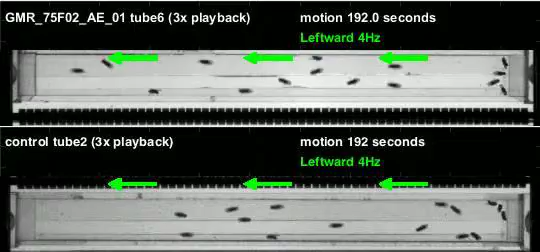 GMR_75F02_AE_01 tube6 (3x playback)
motion 192.0 seconds
Leftward 4Hz
control tube2 (3x playback)
motion 192 seconds
Leftward 4Hz